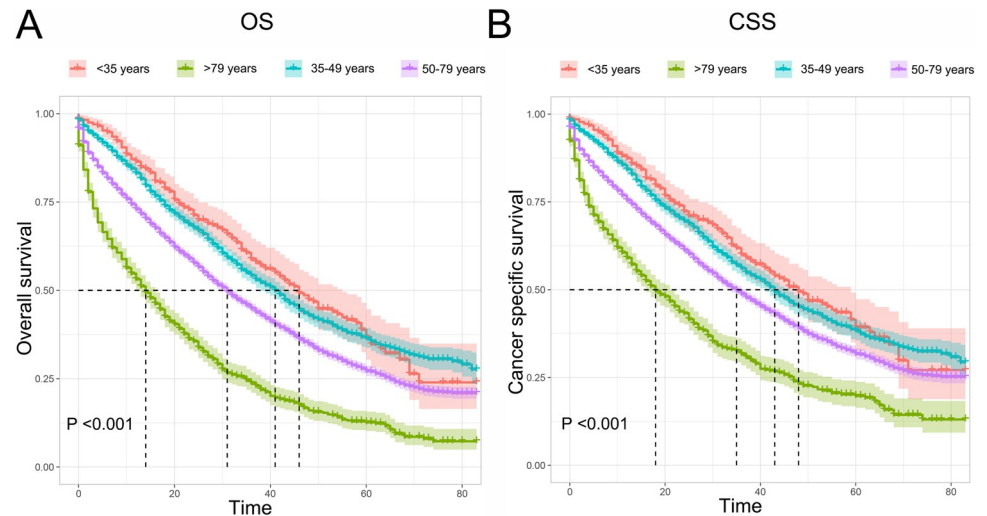 A
OS
<35 years
>79 years
35-49 years
50-79 years
Overall survival
1.00
0.75
0.50
0.25
0.00
P <0.001
0
20
40
60
80
Time
B
CSS
<35 years
>79 years
35-49 years
50-79 years
Cancer specific survival
1.00
0.75
0.50
0.25
0.00
P <0.001
0
20
40
60
80
Time